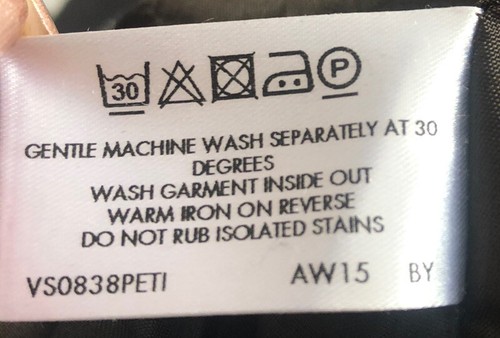 30 P
GENTLE MACHINE WASH SEPARATELY AT 30
DEGREES
WASH GARMENT INSIDE OUT
WARM IRON ON REVERSE
DO NOT RUB ISOLATED STAINS
VS0838PETI AW15 BY